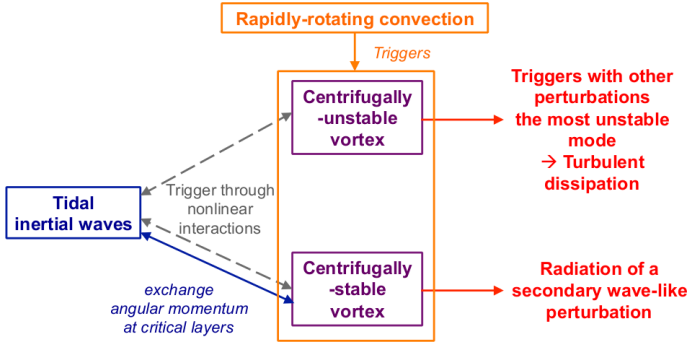 Rapidly-rotating convection
Triggers
Centrifugally
-unstable
vortex
Triggers with other
perturbations
the most unstable
mode
→ Turbulent
dissipation
Trigger through
nonlinear
interactions
Tidal
inertial waves
exchange
angular momentum
at critical layers
Centrifugally
-stable
vortex
Radiation of a
secondary wave-like
perturbation